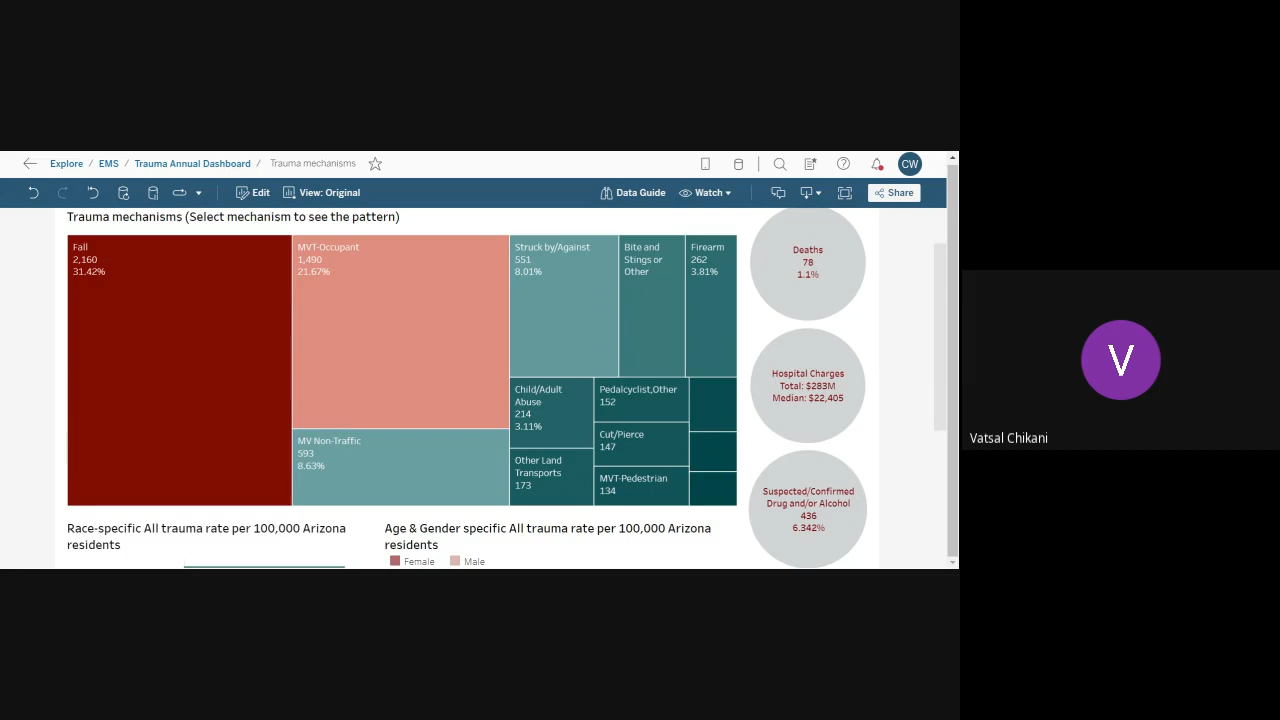 Explore / EMS / Trauma Annual Dashboard / Trauma mechanisms
CW
Edit
View: Original
Data Guide
Watch
Share
Trauma mechanisms (Select mechanism to see the pattern)
Fall
2,160
31.42%
MVT-Occupant
1,490
21.67%
MV Non-Traffic
593
8.63%
Struck by/Against
551
8.01%
Bite and
Stings or
Other
Firearm
262
3.81%
Child/Adult
Abuse
214
3.11%
Other Land
Transports
173
Pedalcyclist,Other
152
Cut/Pierce
147
MVT-Pedestrian
134
Deaths
78
1.1%
Hospital Charges
Total: $283M
Median: $22,405
Suspected/Confirmed
Drug and/or Alcohol
436
6.342%
Race-specific All trauma rate per 100,000 Arizona
residents
Age & Gender specific All trauma rate per 100,000 Arizona
residents
Female
Male
V
Vatsal Chikani